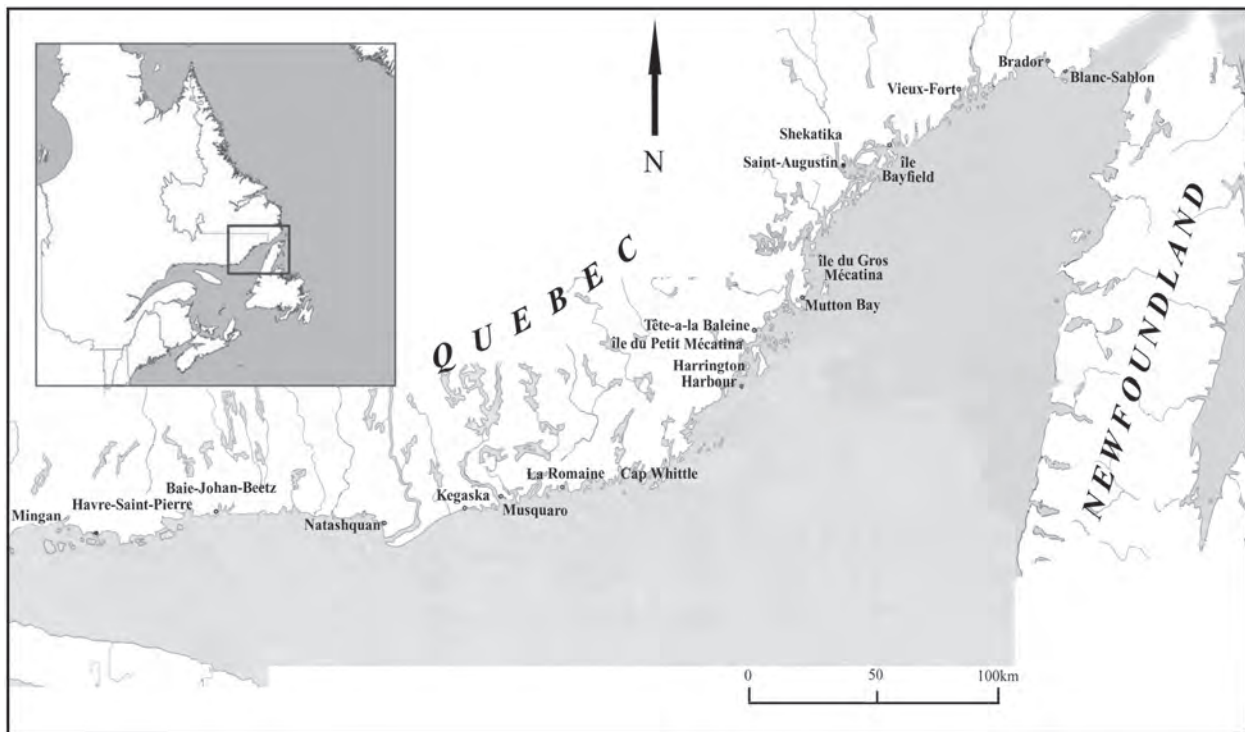 Brador
Blanc-Sablon
Vieux-Fort
Shekatika
N
Saint-Augustin
île
Bayfield
QUEBEC
NEWFOUNDLAND
île du Gros
Mécatina
Mutton Bay
Tête-a-la Baleine
île du Petit Mécatina
Harrington
Harbour
La Romaine
Cap Whittle
Baie-Johan-Beetz
Kegaska
Havre-Saint-Pierre
Musquaro
Mingan
Natashquan
0 50 100km